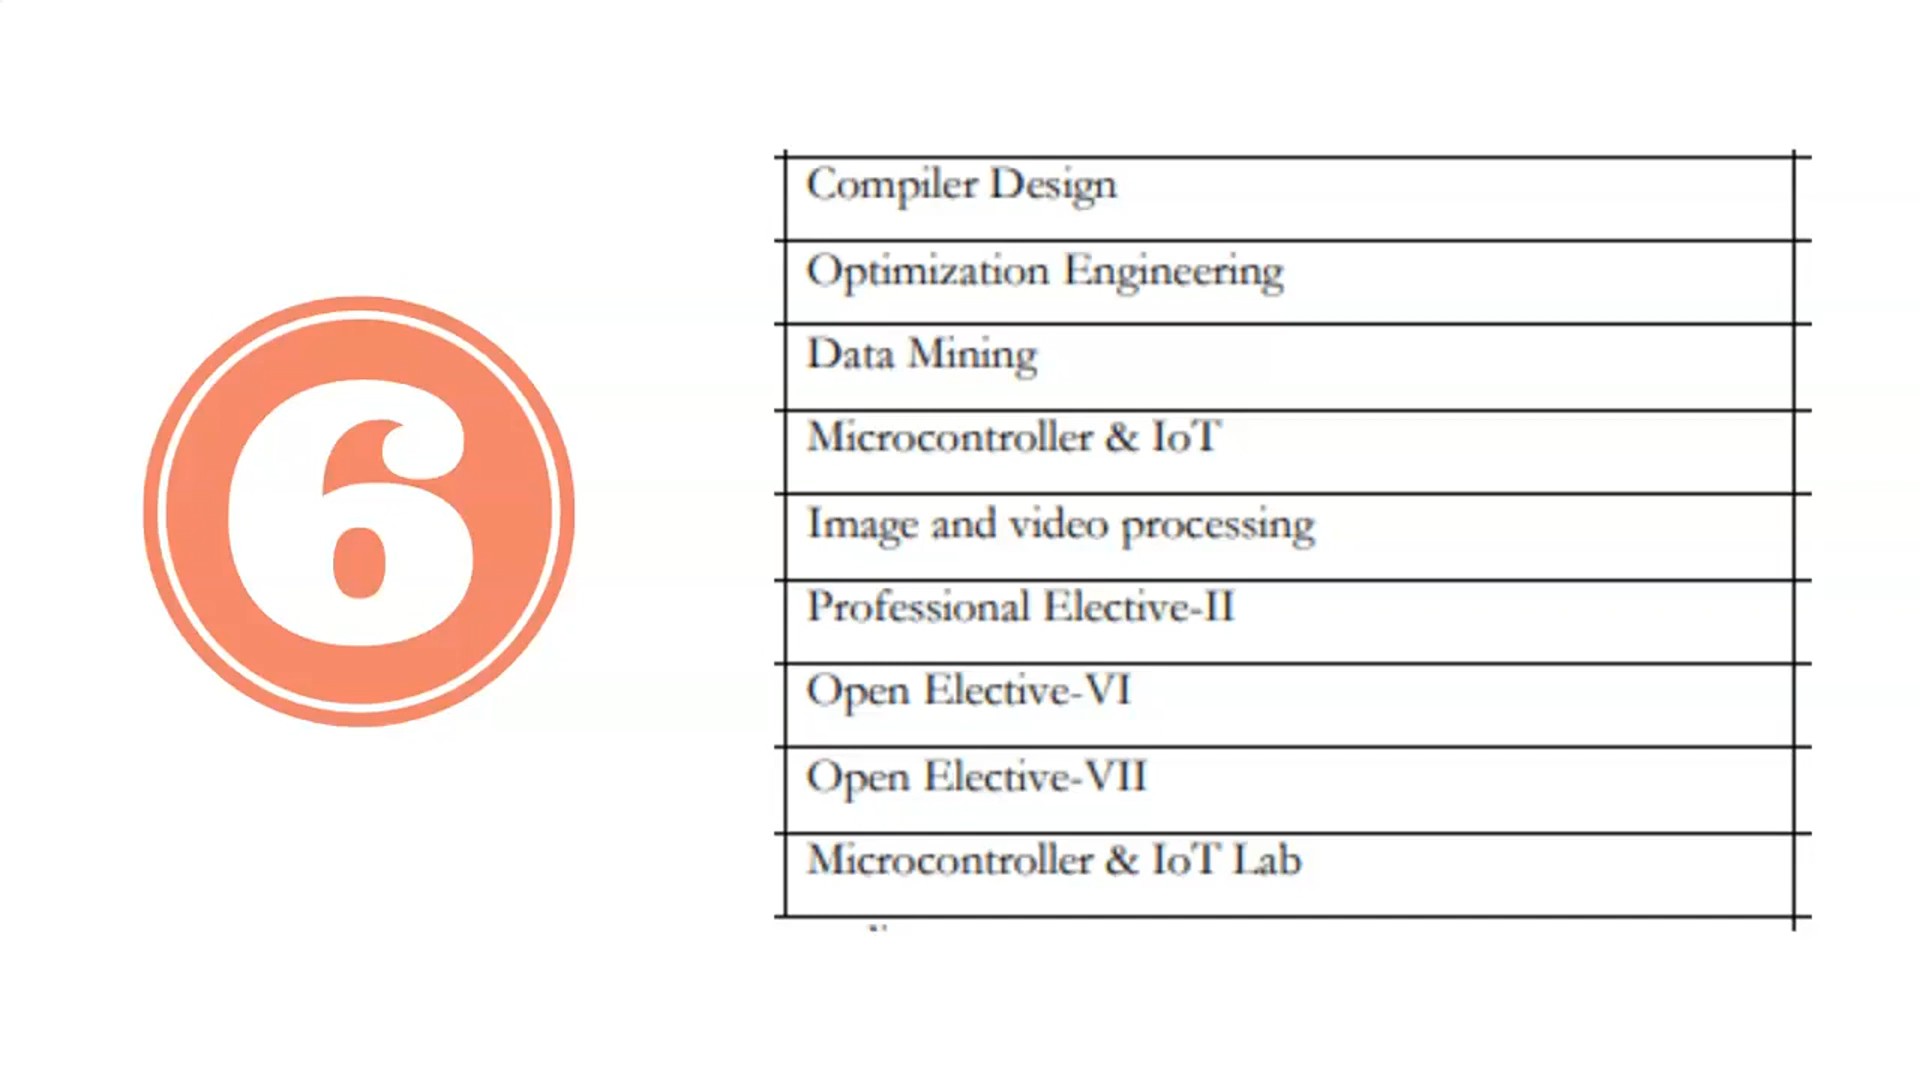 6
Compiler Design
Optimization Engineering
Data Mining
Microcontroller & IoT
Image and video processing
Professional Elective-II
Open Elective-VI
Open Elective-VII
Microcontroller & IoT Lab